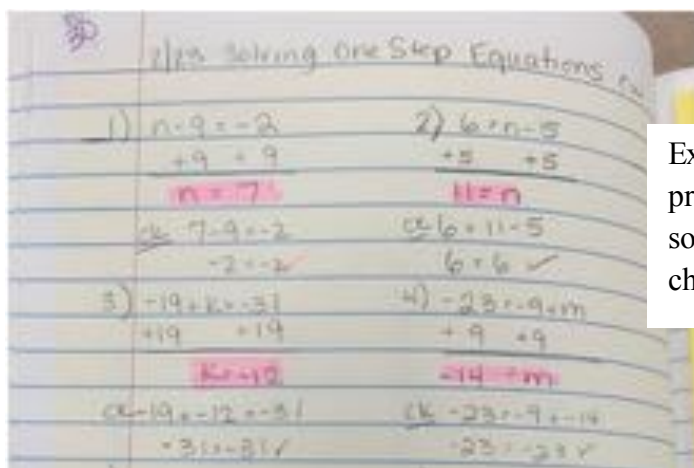 2/23 Solving One Step Equations
1) n-9=-2
+9 +9
n = 7
ck 7-9=-2
-2=-2✓
2) 6=n-5
+5 +5
11=n
ck 6=11-5
6=6 ✓
3) -19+k=-31
+19 +19
k=-12
ck -19+-12=-31
-31=-31✓
4) -23=-9+m
+9 +9
-14=m
ck -23=-9+-14
-23=-23✓
Ex
pr
so
ch